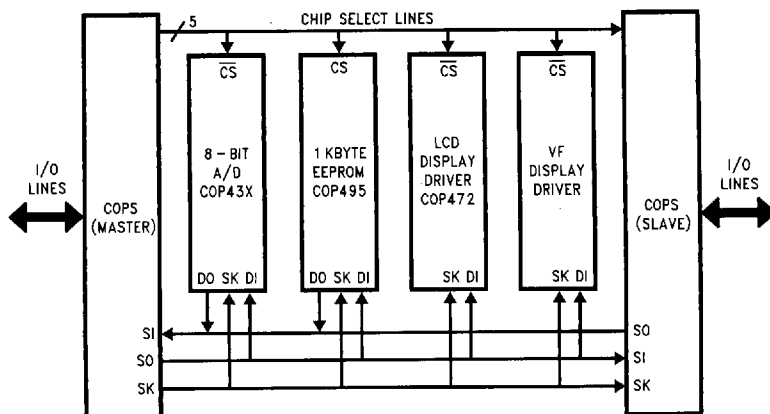 5 CHIP SELECT LINES
CS CS CS CS
8-BIT
A/D
COP43X
1 KBYTE
EEPROM
COP495
LCD
DISPLAY
DRIVER
COP472
VF
DISPLAY
DRIVER
I/O
LINES
COPS
(MASTER)
COPS
(SLAVE)
I/O
LINES
DO SK DI
DO SK DI
SK DI
SK DI
SI
SO
SK
SO
SI
SK